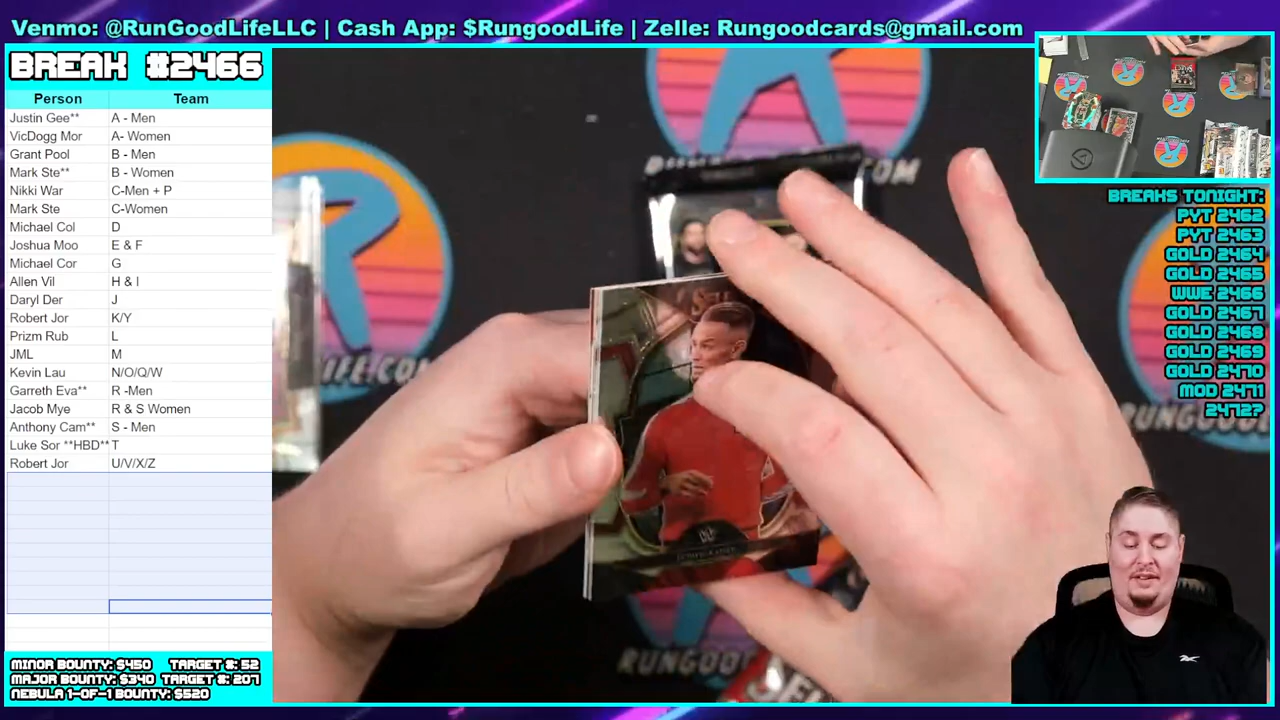 Venmo: @RunGoodLifeLLC | Cash App: $RungoodLife | Zelle: Rungoodcards@gmail.com
BREAK #2466
Person Team
Justin Gee** A - Men
VicDogg Mor A- Women
Grant Pool B - Men
Mark Ste** B - Women
Nikki War C-Men + P
Mark Ste C-Women
Michael Col D
Joshua Moo E & F
Michael Cor G
Allen Vil H & I
Daryl Der J
Robert Jor K/Y
Prizm Rub L
JML M
Kevin Lau N/O/Q/W
Garreth Eva** R -Men
Jacob Mye R & S Women
Anthony Cam** S - Men
Luke Sor **HBD** T
Robert Jor U/V/X/Z
MINOR BOUNTY: $450 TARGET #: 52
MAJOR BOUNTY: $340 TARGET #: 207
NEBULA 1-OF-1 BOUNTY: $520
BREAKS TONIGHT:
PYT 2462
PYT 2463
GOLD 2464
GOLD 2465
WWE 2466
GOLD 2467
GOLD 2468
GOLD 2469
GOLD 2470
MOD 2471
2472?